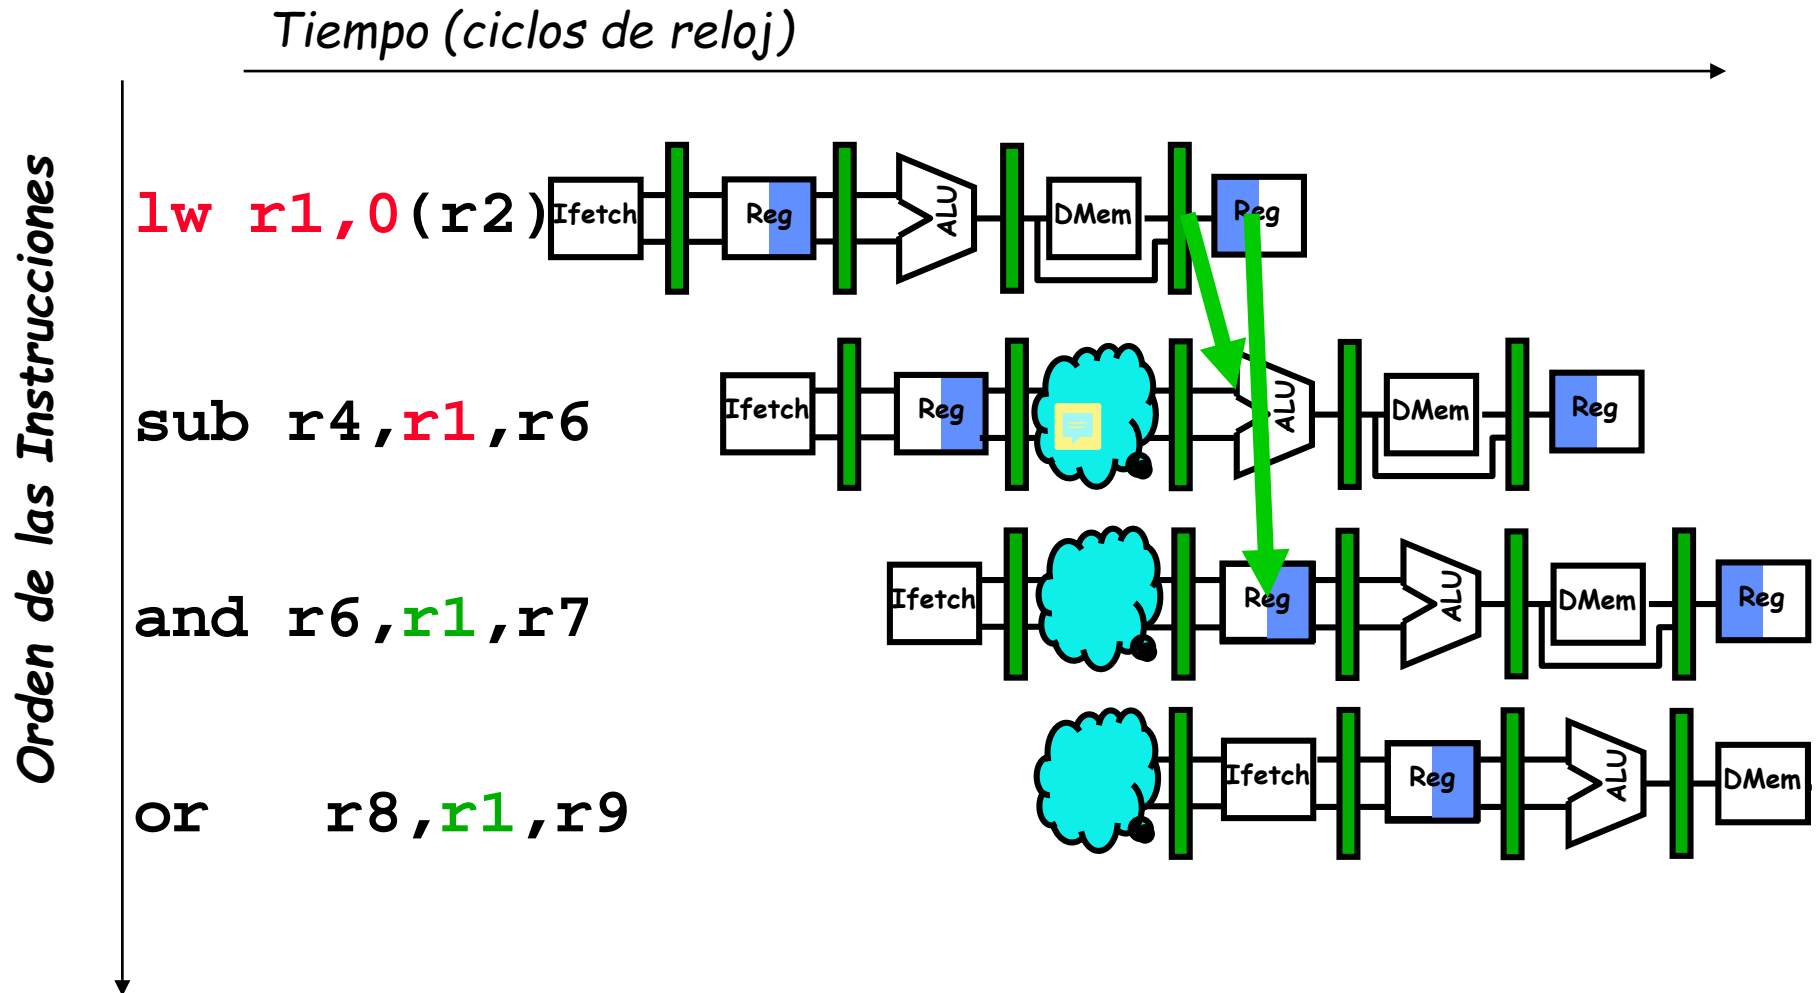 Tiempo (ciclos de reloj)
Orden de las Instrucciones
lw r1,0(r2) Ifetch Reg ALU DMem Reg
sub r4,r1,r6 Ifetch Reg ALU DMem Reg
and r6,r1,r7 Ifetch Reg ALU DMem Reg
or r8,r1,r9 Ifetch Reg ALU DMem